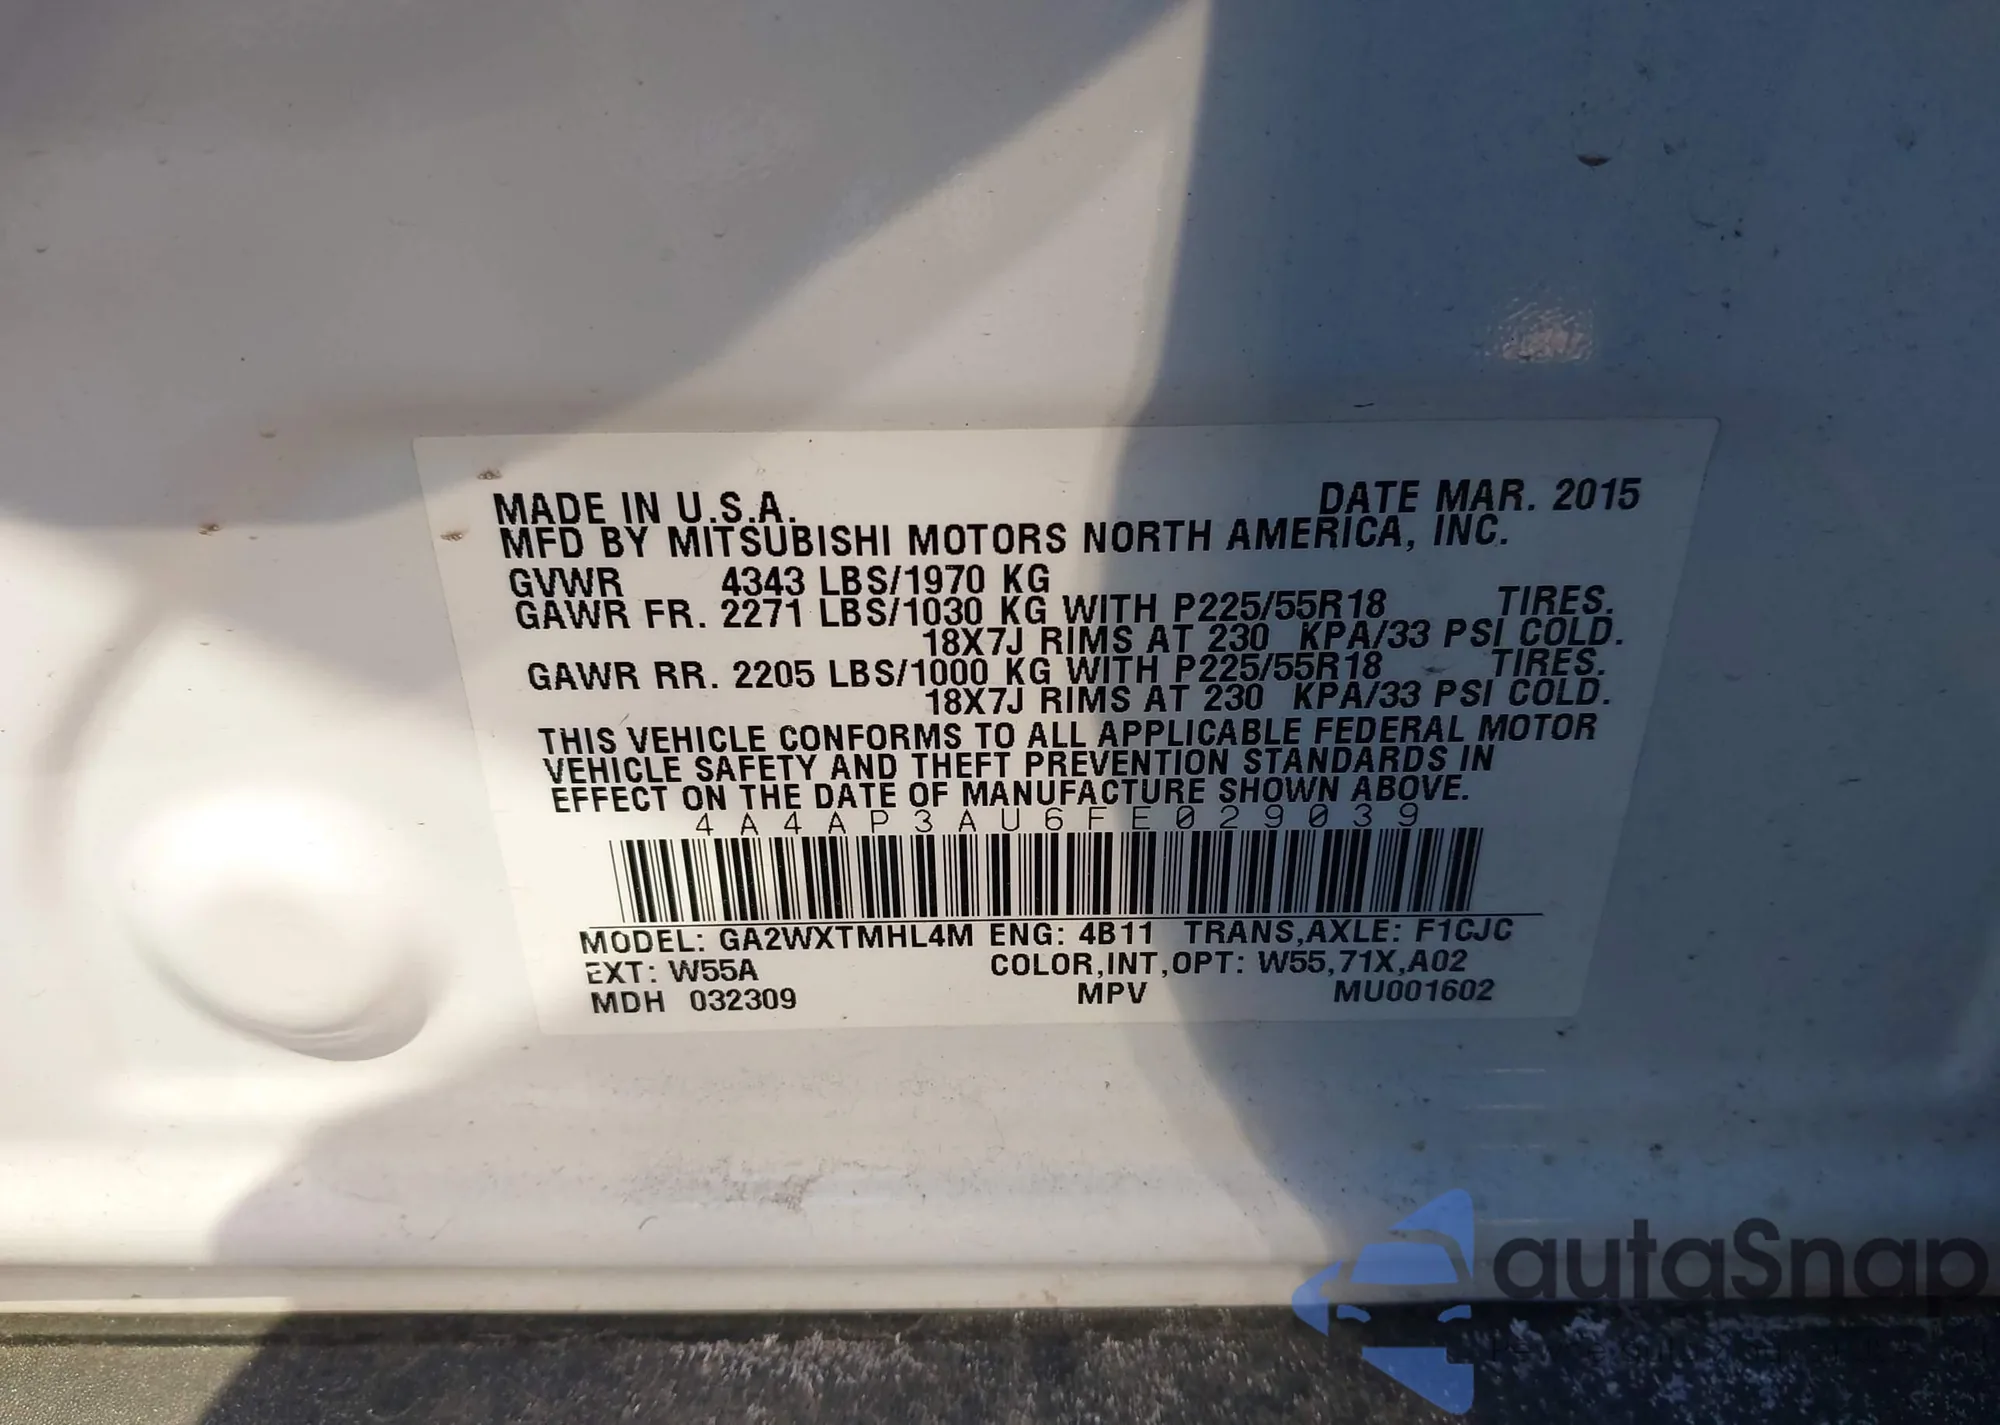 MADE IN U.S.A. DATE MAR. 2015
MFD BY MITSUBISHI MOTORS NORTH AMERICA, INC.
GVWR 4343 LBS/1970 KG
GAWR FR. 2271 LBS/1030 KG WITH P225/55R18 TIRES.
18X7J RIMS AT 230 KPA/33 PSI COLD.
GAWR RR. 2205 LBS/1000 KG WITH P225/55R18 TIRES.
18X7J RIMS AT 230 KPA/33 PSI COLD.
THIS VEHICLE CONFORMS TO ALL APPLICABLE FEDERAL MOTOR
VEHICLE SAFETY AND THEFT PREVENTION STANDARDS IN
EFFECT ON THE DATE OF MANUFACTURE SHOWN ABOVE.
4A4AP3AU6FE029039
MODEL: GA2WXTMHL4M ENG: 4B11 TRANS,AXLE: F1CJC
EXT: W55A COLOR,INT,OPT: W55,71X,A02
MDH 032309 MPV MU001602
autaSnap